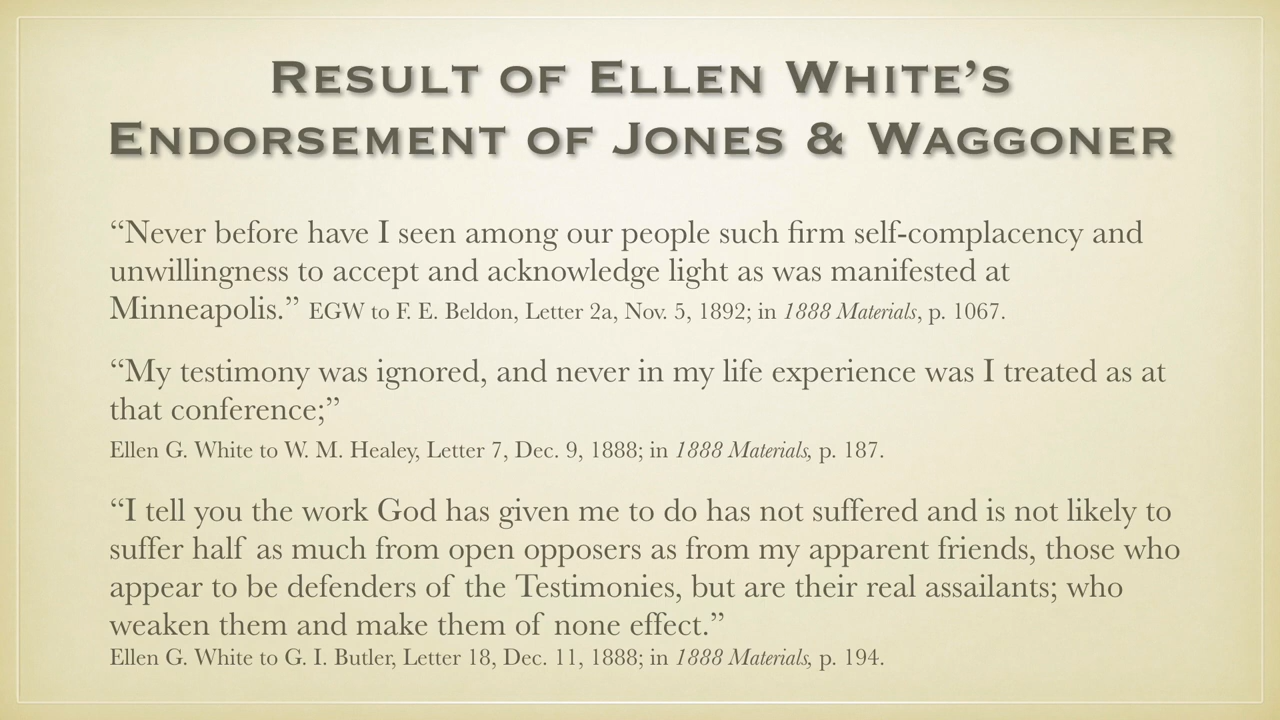 Result of Ellen White’s
Endorsement of Jones & Waggoner
“Never before have I seen among our people such firm self-complacency and
unwillingness to accept and acknowledge light as was manifested at
Minneapolis.” EGW to F. E. Beldon, Letter 2a, Nov. 5, 1892; in 1888 Materials, p. 1067.
“My testimony was ignored, and never in my life experience was I treated as at
that conference;”
Ellen G. White to W. M. Healey, Letter 7, Dec. 9, 1888; in 1888 Materials, p. 187.
“I tell you the work God has given me to do has not suffered and is not likely to
suffer half as much from open opposers as from my apparent friends, those who
appear to be defenders of the Testimonies, but are their real assailants; who
weaken them and make them of none effect.”
Ellen G. White to G. I. Butler, Letter 18, Dec. 11, 1888; in 1888 Materials, p. 194.